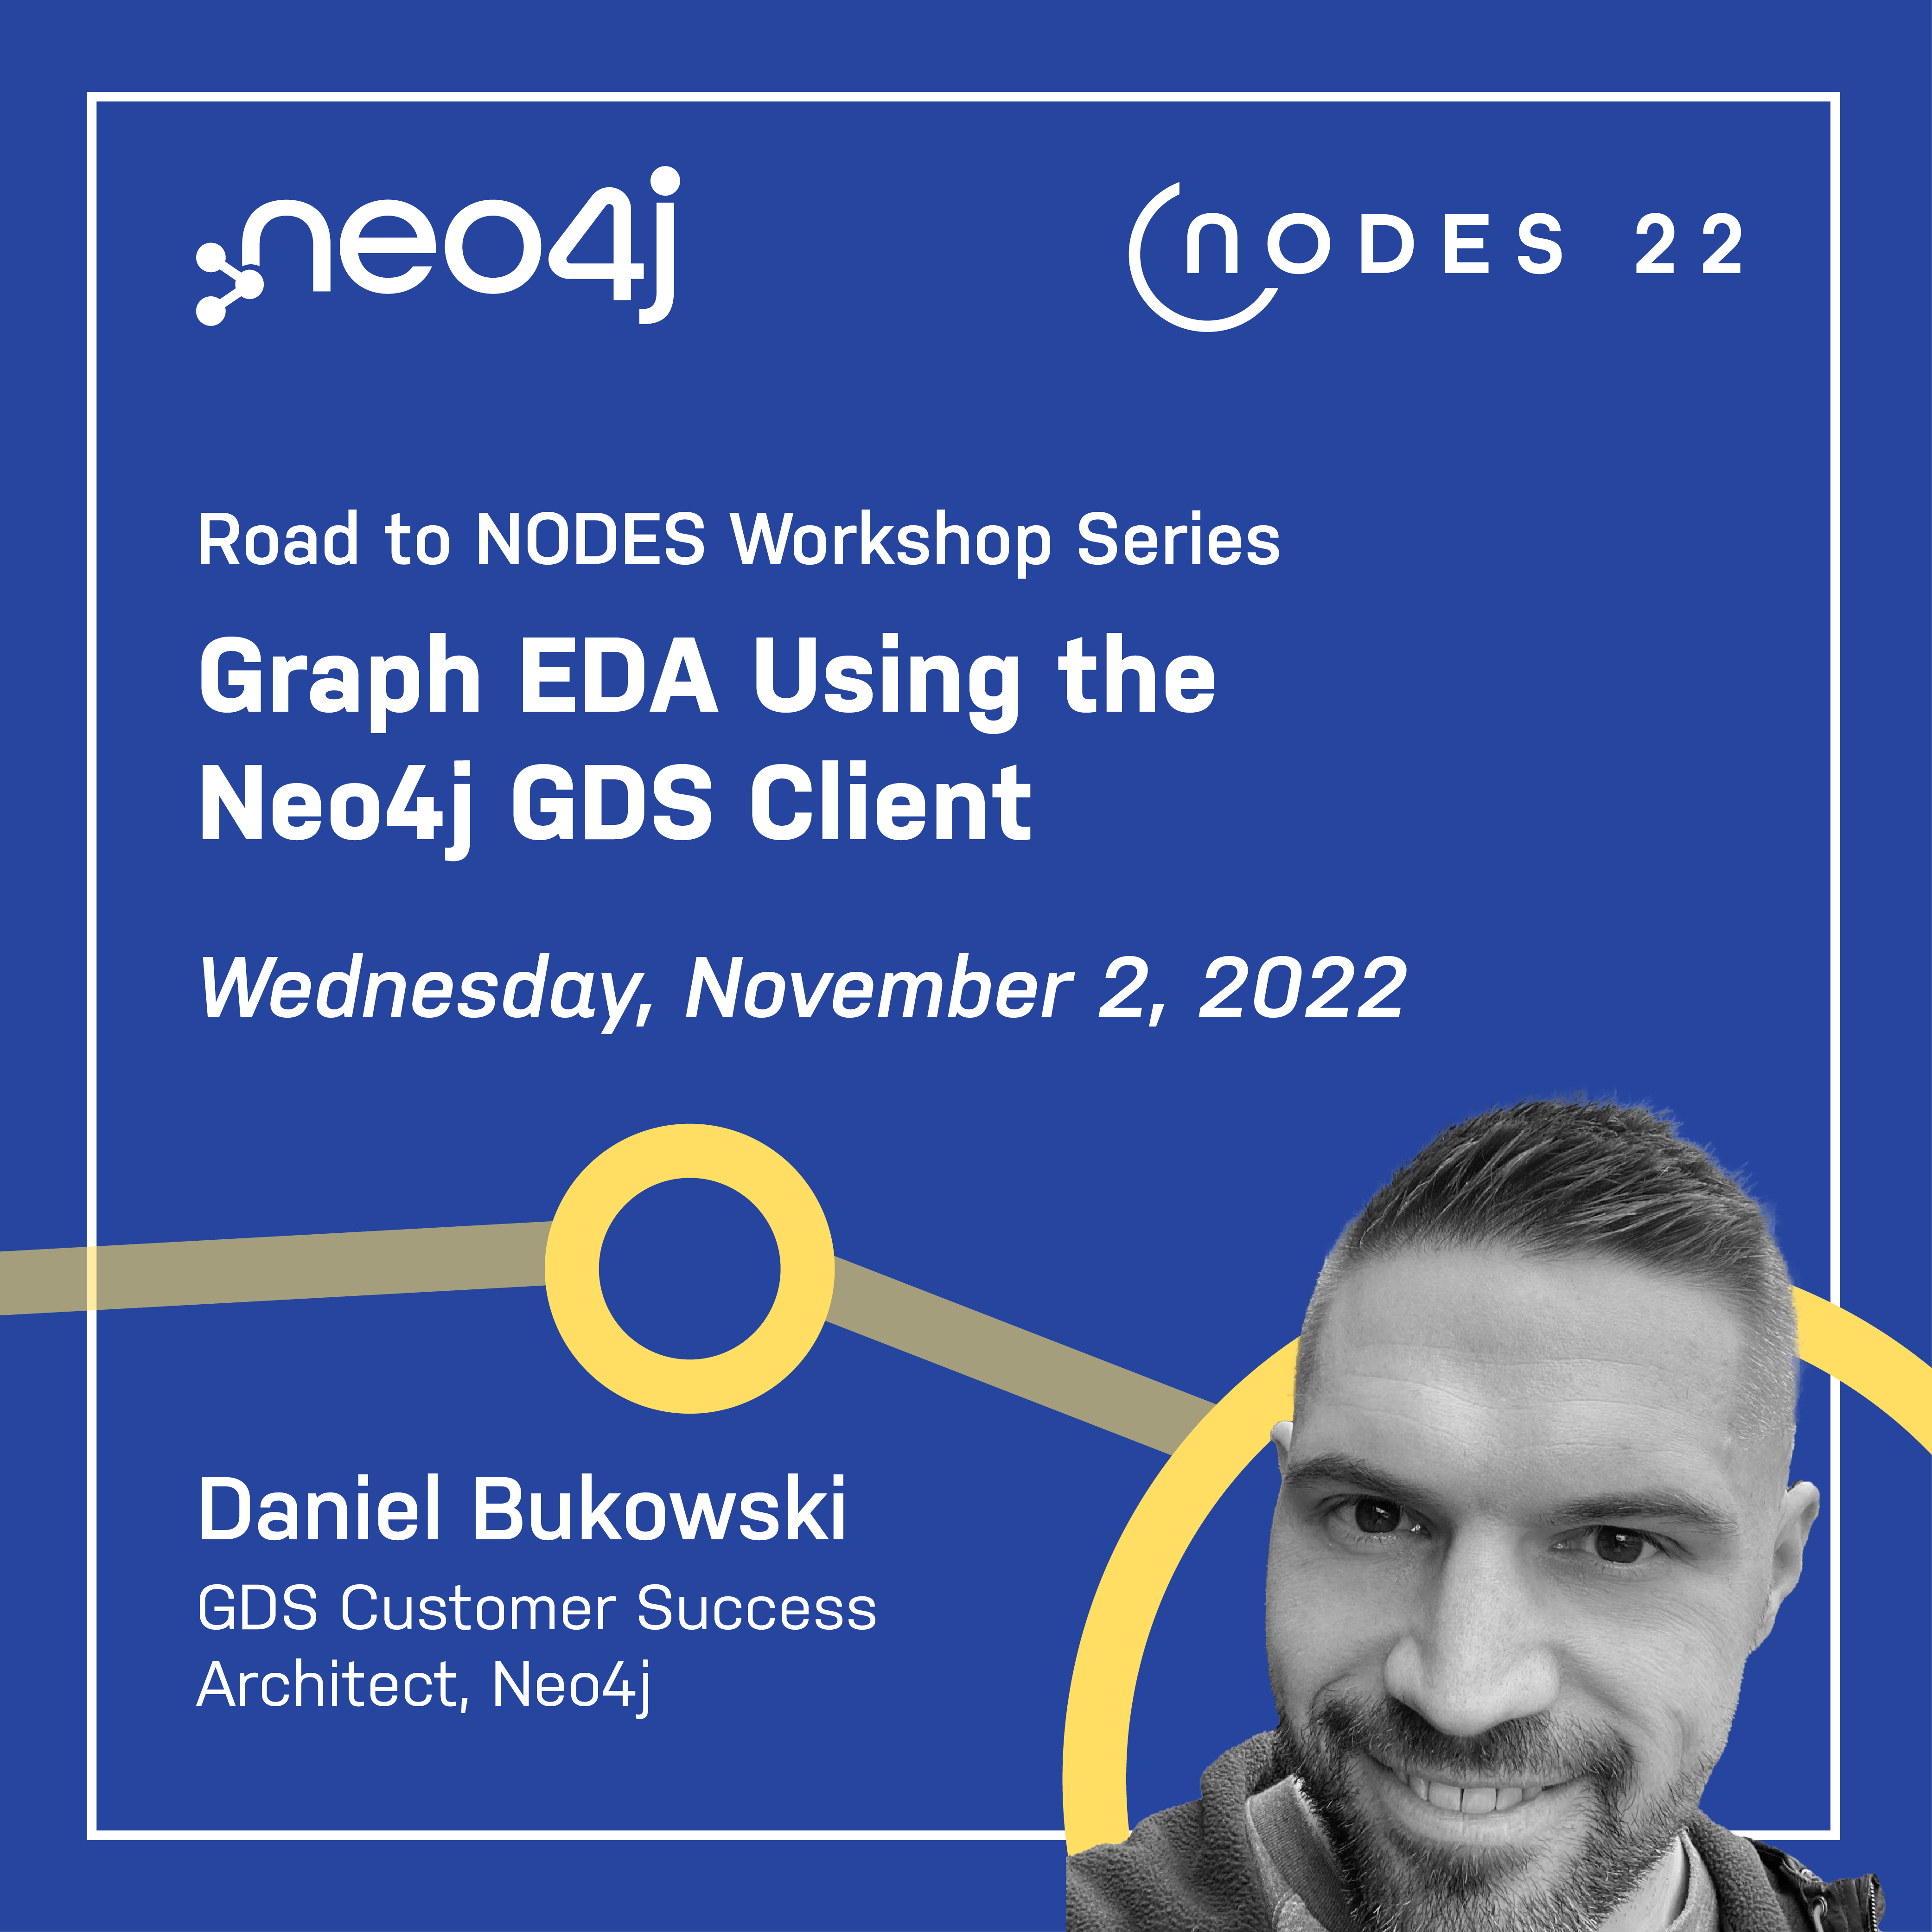 neo4j
NODES 22
Road to NODES Workshop Series
Graph EDA Using the
Neo4j GDS Client
Wednesday, November 2, 2022
Daniel Bukowski
GDS Customer Success
Architect, Neo4j